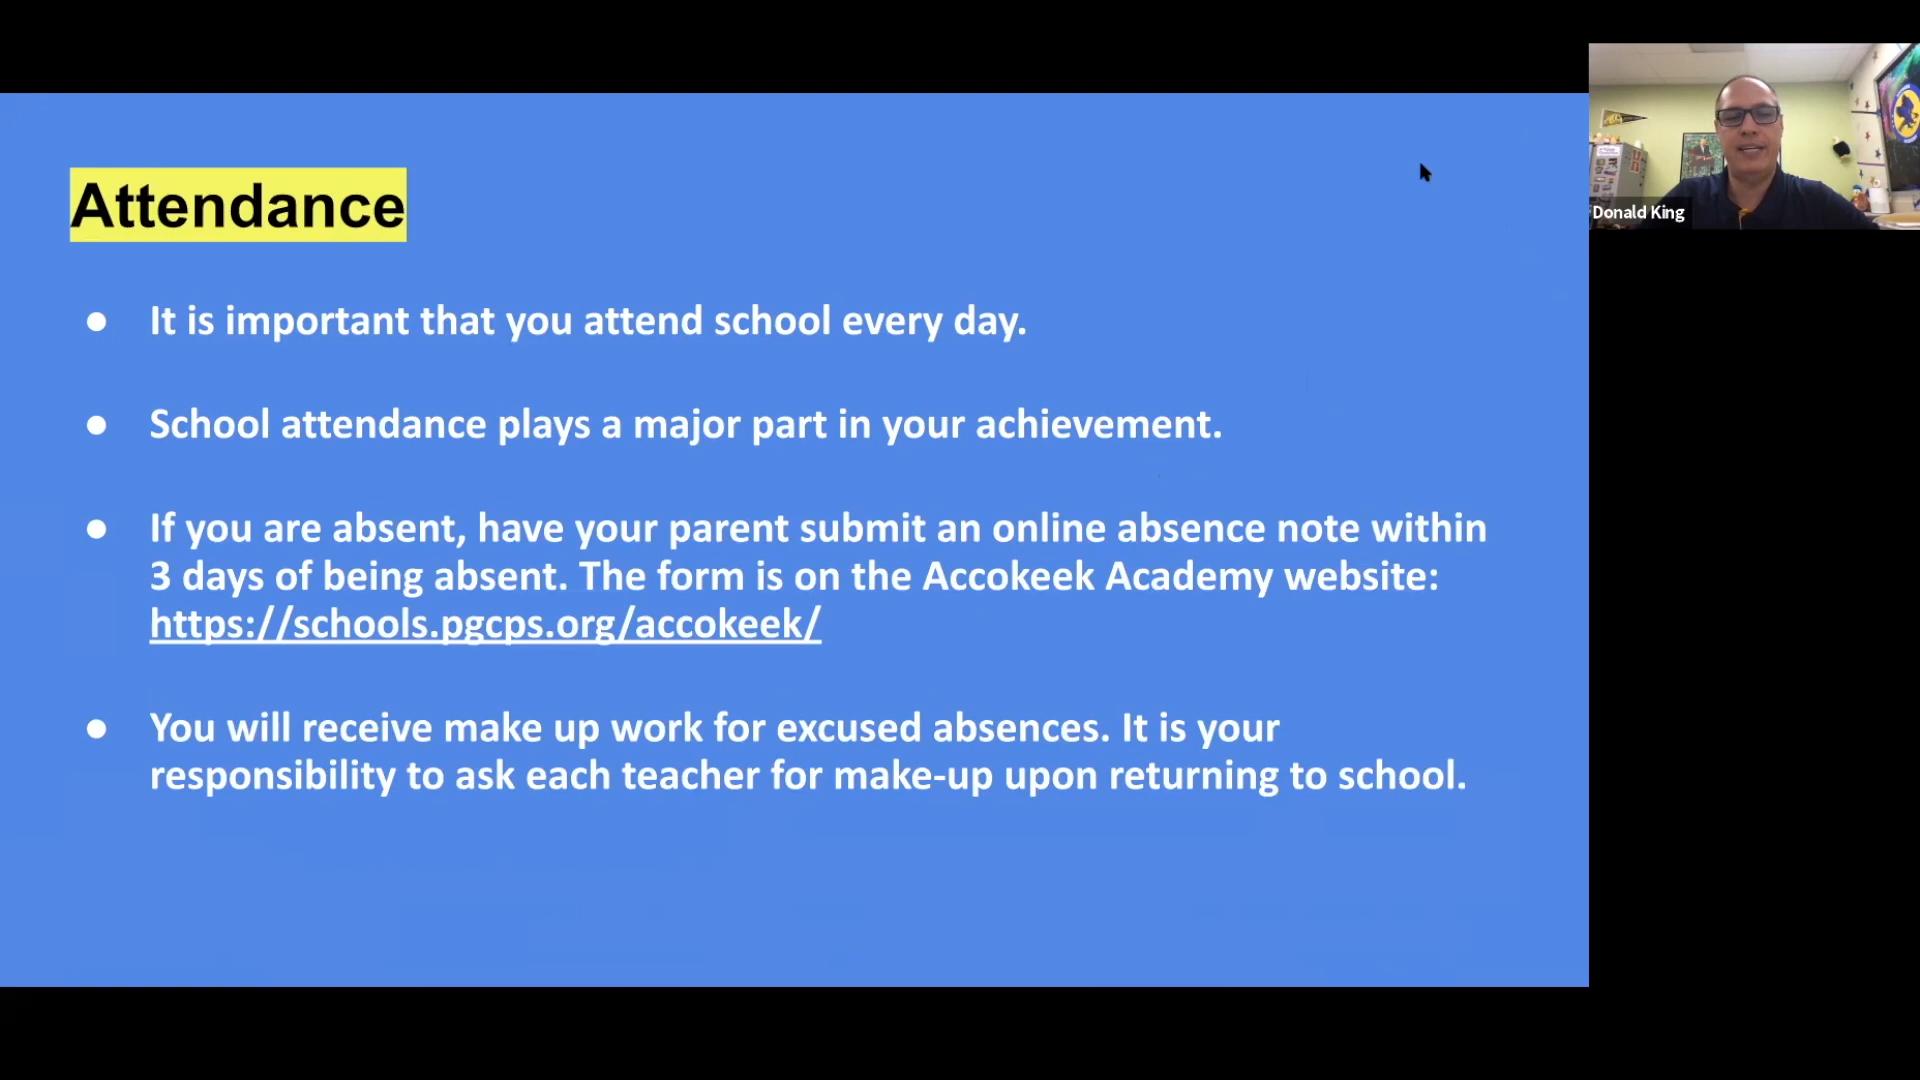 Attendance
● It is important that you attend school every day.
● School attendance plays a major part in your achievement.
● If you are absent, have your parent submit an online absence note within
3 days of being absent. The form is on the Accokeek Academy website:
https://schools.pgcps.org/accokeek/
● You will receive make up work for excused absences. It is your
responsibility to ask each teacher for make-up upon returning to school.
Donald King